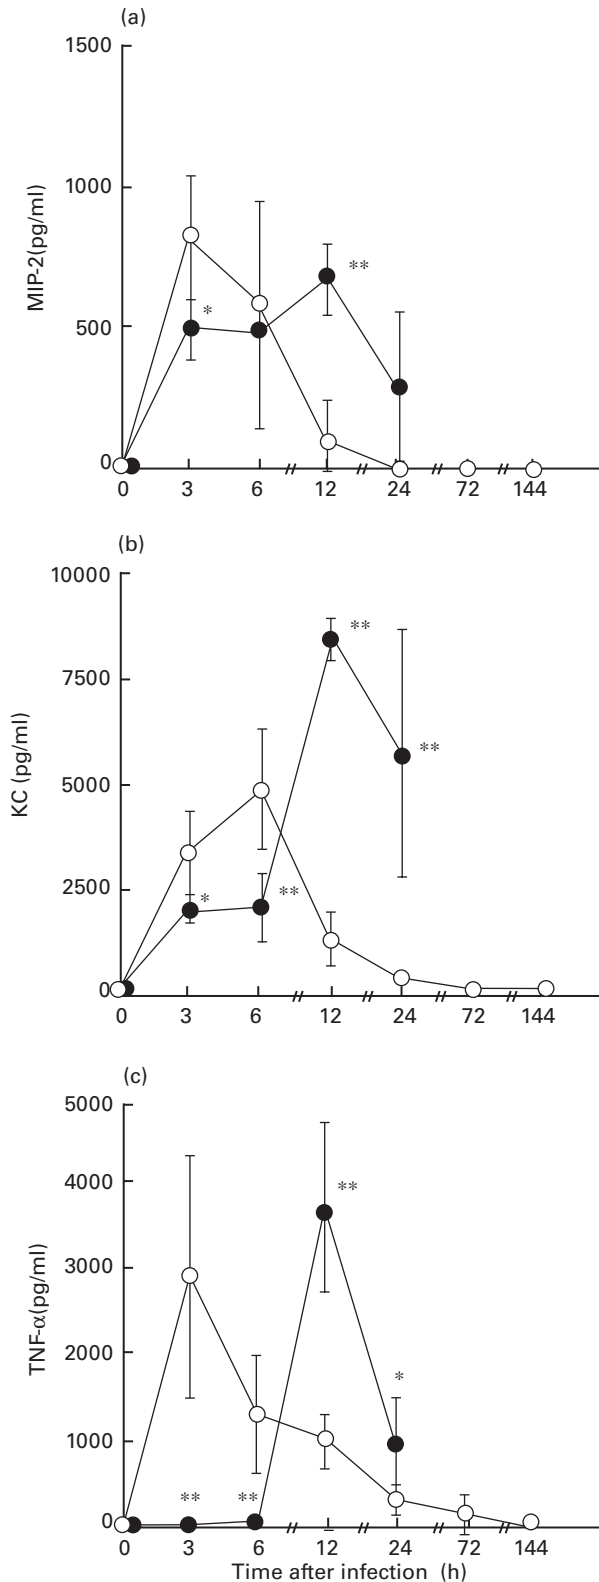 (a)
1500
1000
500
0
MIP-2(pg/ml)
*
**
0 3 6 12 24 72 144
(b)
10000
7500
5000
2500
0
KC (pg/ml)
**
**
*
**
0 3 6 12 24 72 144
(c)
5000
4000
3000
2000
1000
0
TNF-α(pg/ml)
**
*
**
**
0 3 6 12 24 72 144
Time after infection (h)